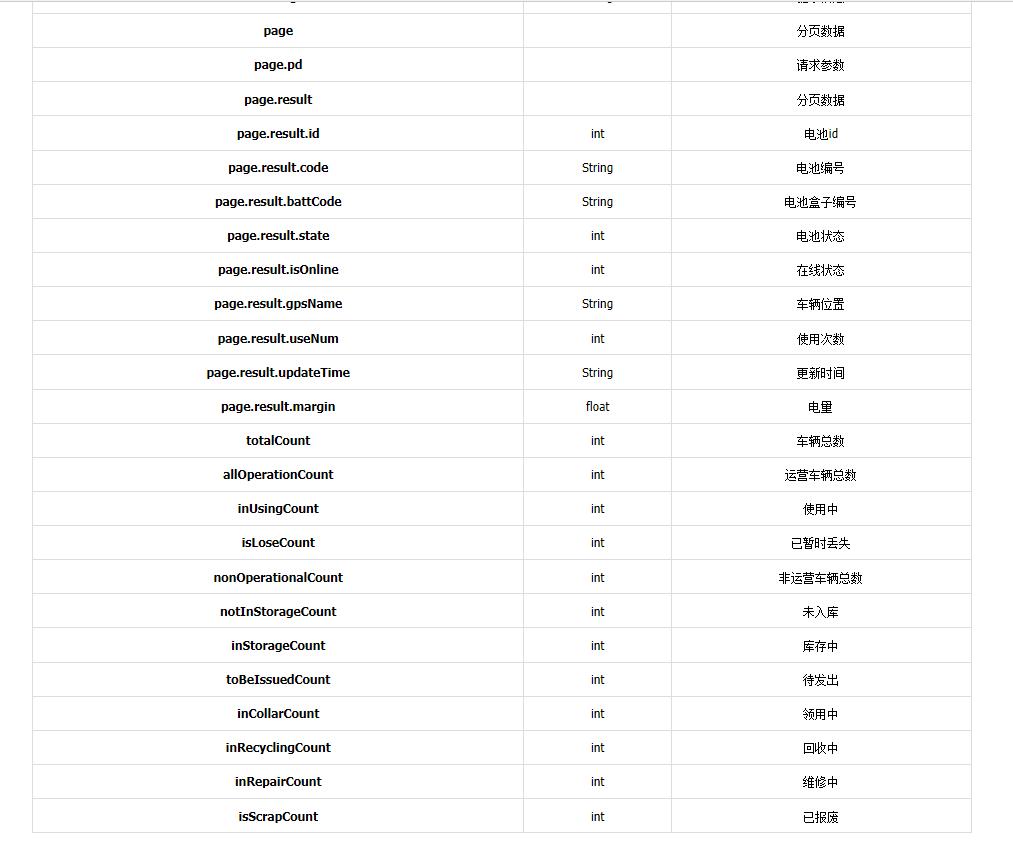 page 分页数据
page.pd 请求参数
page.result 分页数据
page.result.id int 电池id
page.result.code String 电池编号
page.result.battCode String 电池盒子编号
page.result.state int 电池状态
page.result.isOnline int 在线状态
page.result.gpsName String 车辆位置
page.result.useNum int 使用次数
page.result.updateTime String 更新时间
page.result.margin float 电量
totalCount int 车辆总数
allOperationCount int 运营车辆总数
inUsingCount int 使用中
isLoseCount int 已暂时丢失
nonOperationalCount int 非运营车辆总数
notInStorageCount int 未入库
inStorageCount int 库存中
toBeIssuedCount int 待发出
inCollarCount int 领用中
inRecyclingCount int 回收中
inRepairCount int 维修中
isScrapCount int 已报废